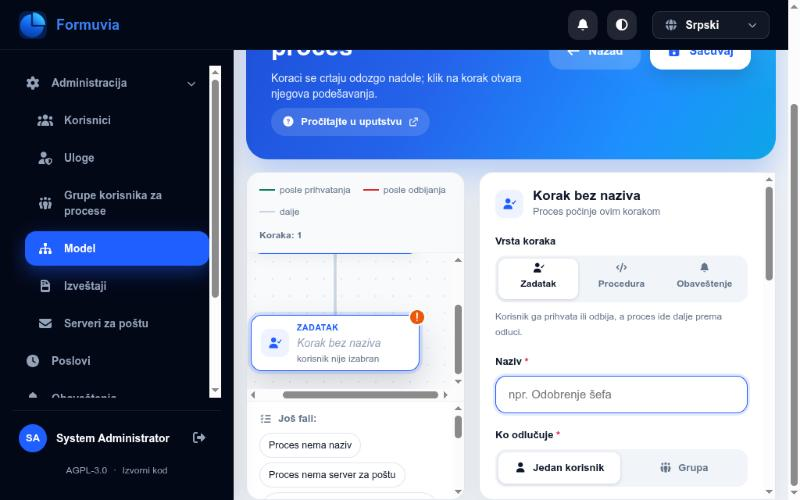 Formuvia
Srpski
Administracija
Korisnici
Uloge
Grupe korisnika za
procese
Model
Izveštaji
Serveri za poštu
Poslovi
Obaveštenja
SA
System Administrator
AGPL-3.0 · Izvorni kod
proces
Nazad
Sačuvaj
Koraci se crtaju odozgo nadole; klik na korak otvara
njegova podešavanja.
Pročitajte u uputstvu
posle prihvatanja
posle odbijanja
dalje
Koraka: 1
ZADATAK
Korak bez naziva
korisnik nije izabran
!
Još fali:
Proces nema naziv
Proces nema server za poštu
Korak bez naziva
Proces počinje ovim korakom
Vrsta koraka
Zadatak
Procedura
Obaveštenje
Korisnik ga prihvata ili odbija, a proces ide dalje prema
odluci.
Naziv *
npr. Odobrenje šefa
Ko odlučuje *
Jedan korisnik
Grupa